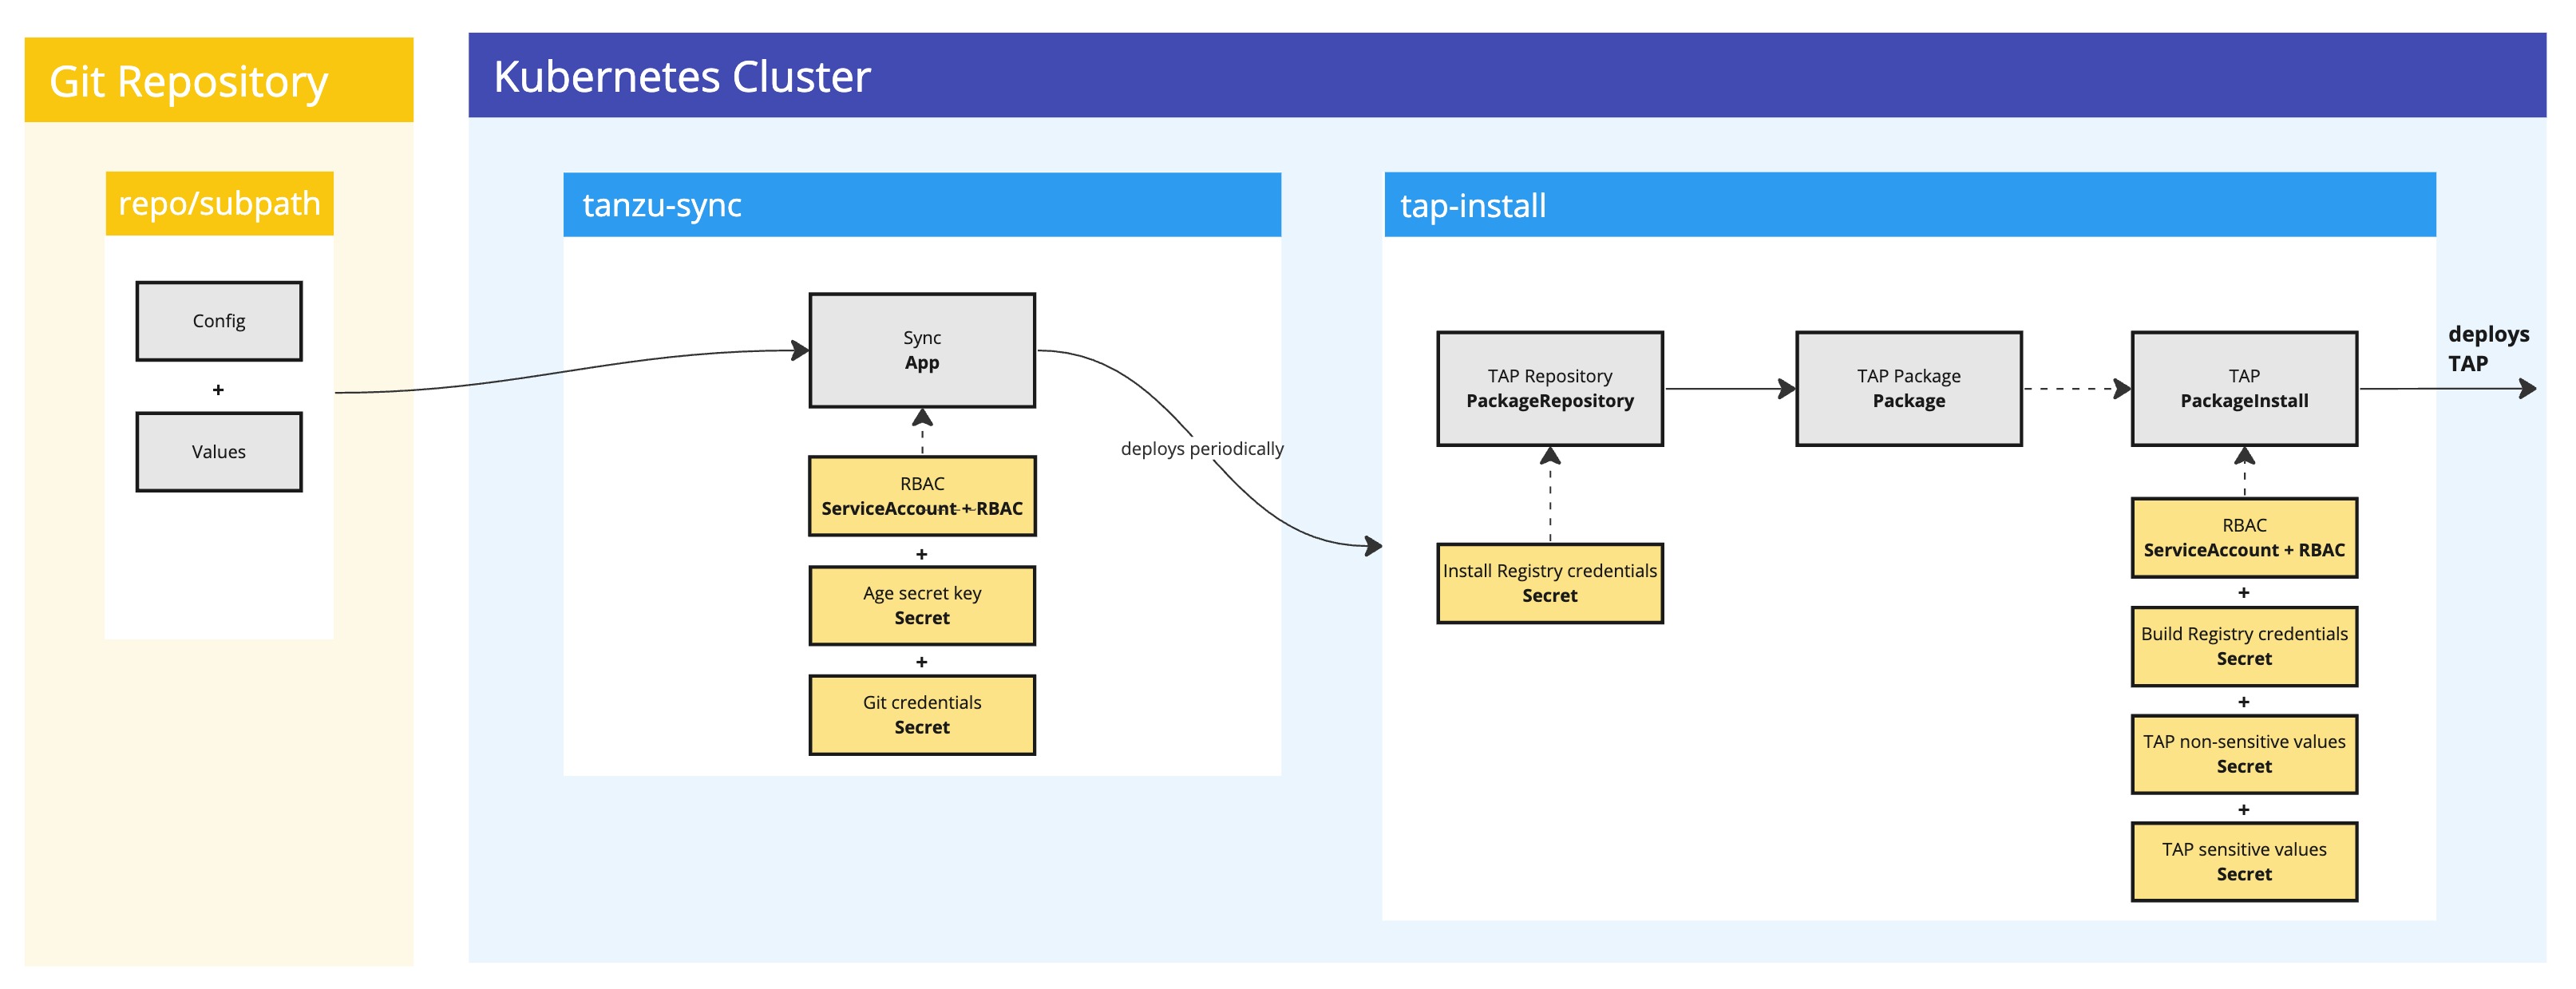 Git Repository
repo/subpath
Config
+
Values
Kubernetes Cluster
tanzu-sync
Sync
App
RBAC
ServiceAccount + RBAC
+
Age secret key
Secret
+
Git credentials
Secret
deploys periodically
tap-install
TAP Repository
PackageRepository
Install Registry credentials
Secret
TAP Package
Package
TAP
PackageInstall
RBAC
ServiceAccount + RBAC
+
Build Registry credentials
Secret
+
TAP non-sensitive values
Secret
+
TAP sensitive values
Secret
deploys
TAP